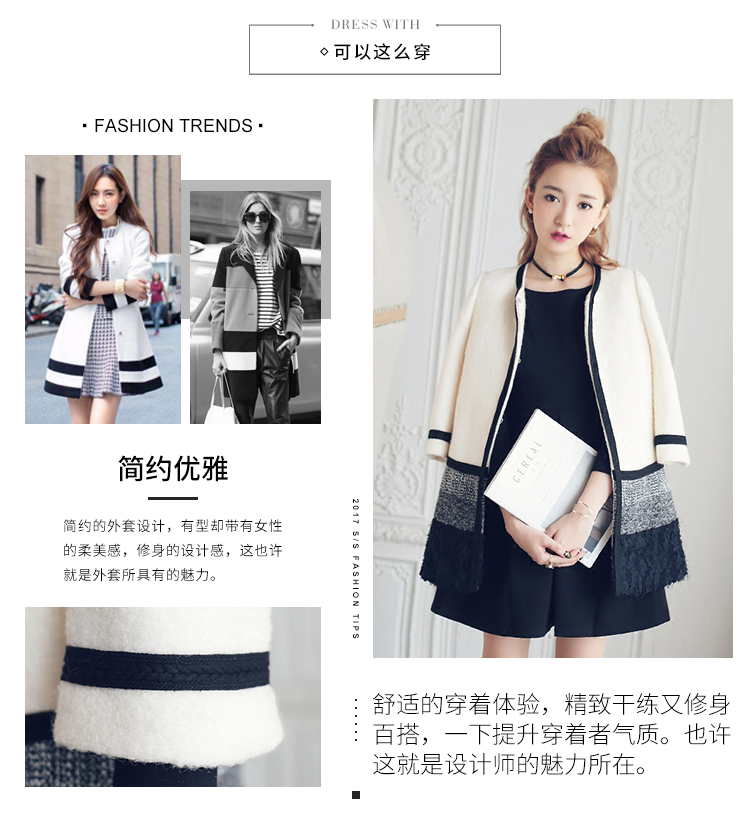 DRESS WITH
可以这么穿
· FASHION TRENDS ·
简约优雅
简约的外套设计，有型却带有女性
的柔美感，修身的设计感，这也许
就是外套所具有的魅力。
2017 S/S FASHION TIPS
CEREAL
舒适的穿着体验，精致干练又修身
百搭，一下提升穿着者气质。也许
这就是设计师的魅力所在。